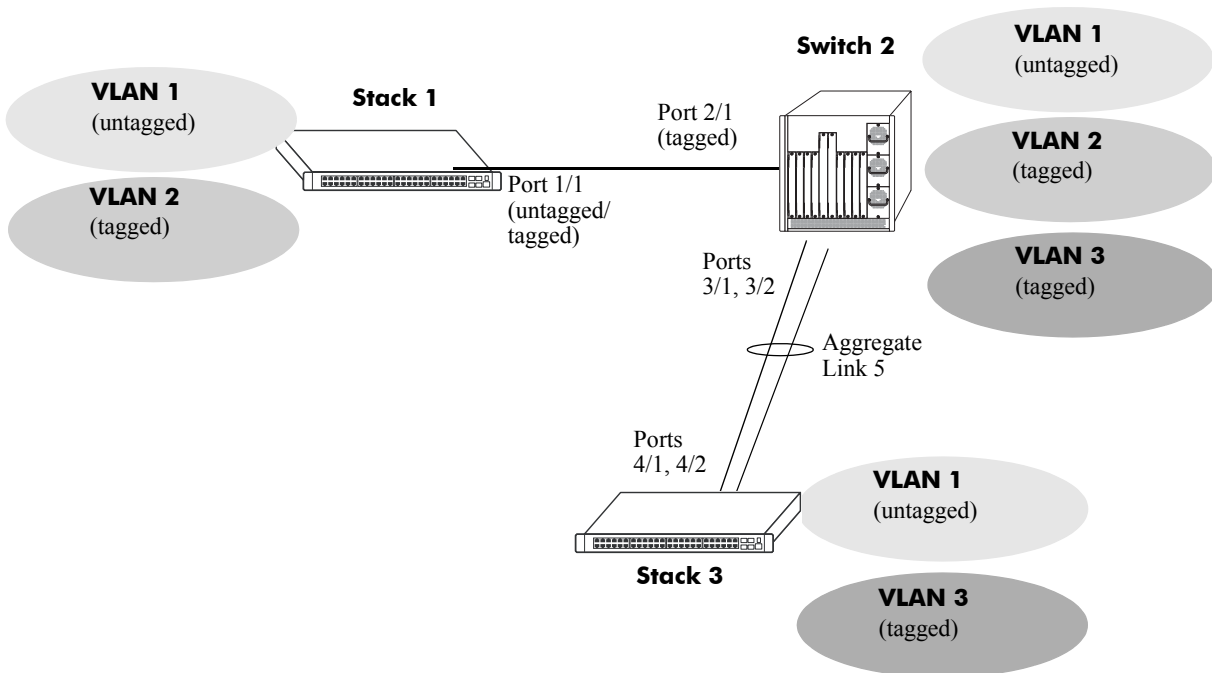 Switch 2
VLAN 1
(untagged)
VLAN 1
(untagged)
Stack 1
Port 2/1
(tagged)
VLAN 2
(tagged)
VLAN 2
(tagged)
Port 1/1
(untagged/
tagged)
VLAN 3
(tagged)
Ports
3/1, 3/2
Aggregate
Link 5
Ports
4/1, 4/2
VLAN 1
(untagged)
Stack 3
VLAN 3
(tagged)